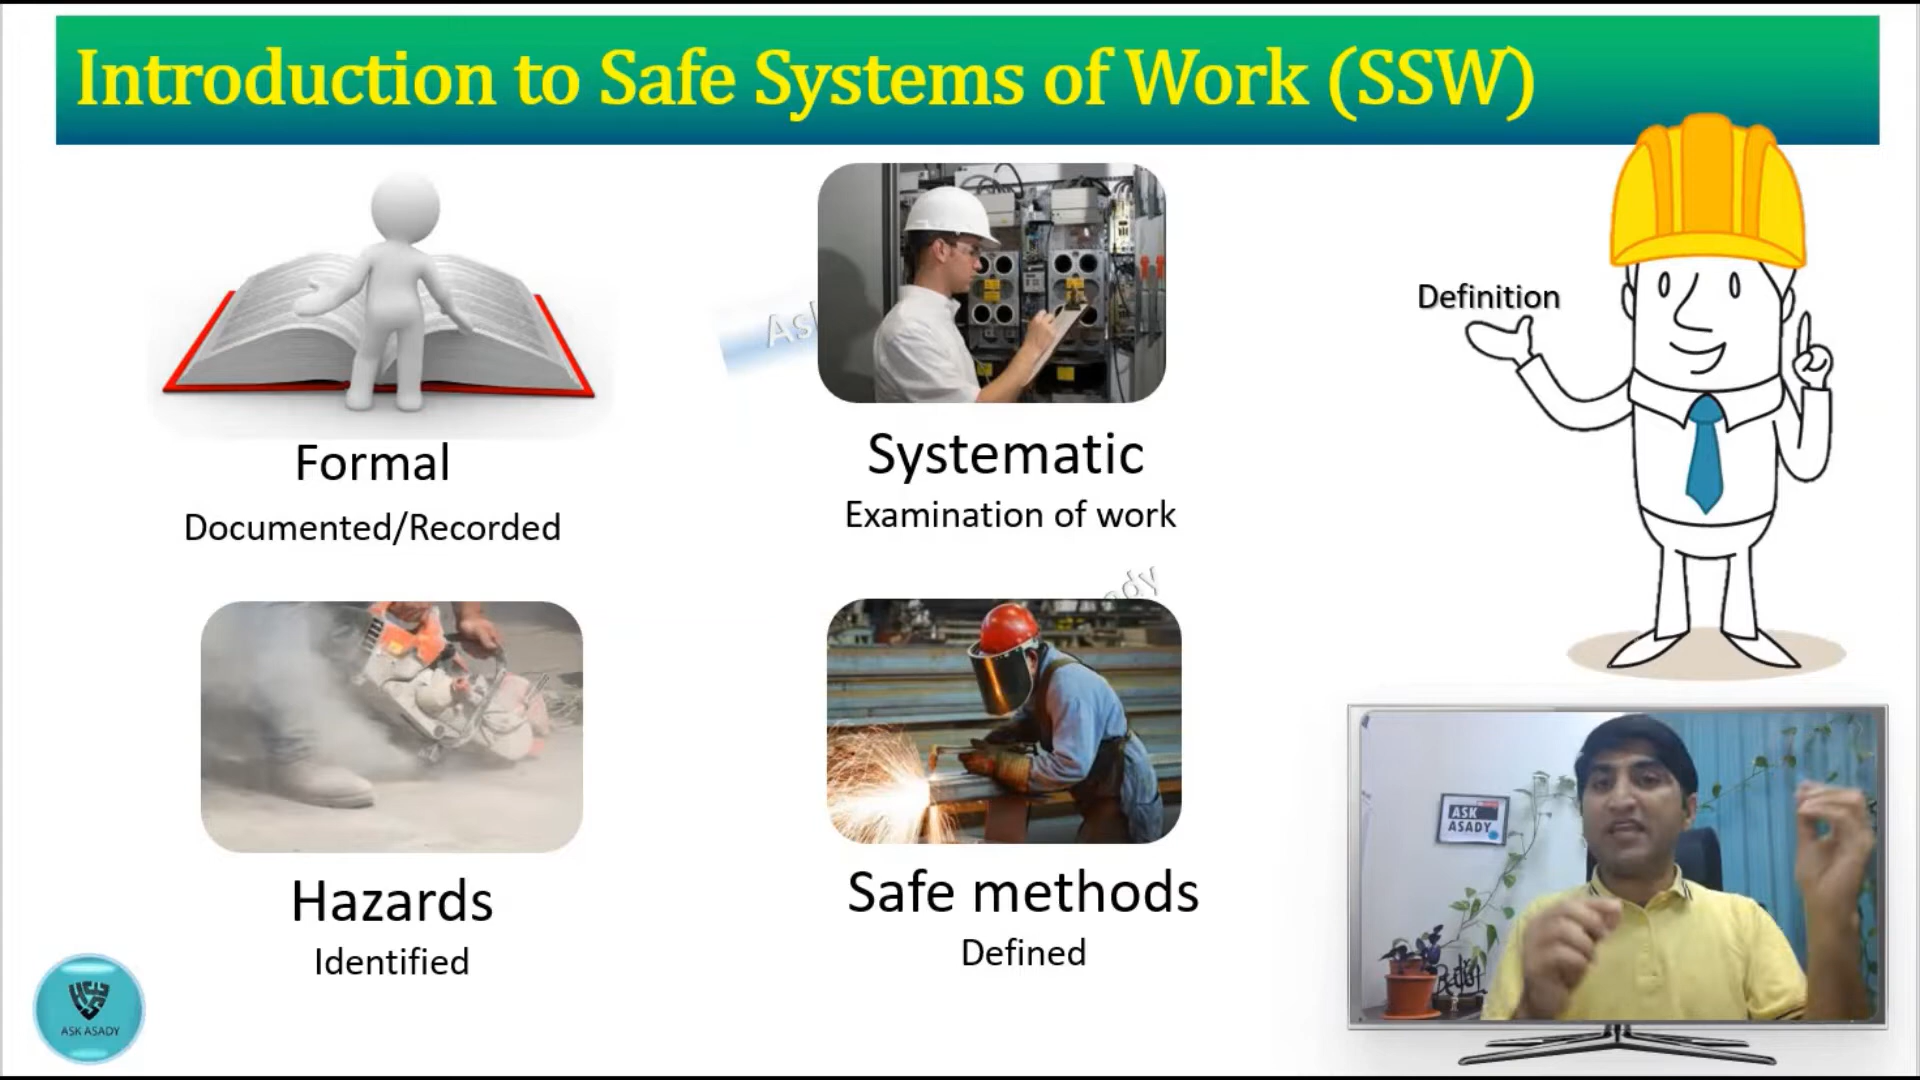 Introduction to Safe Systems of Work (SSW)
Definition
Formal
Documented/Recorded
Systematic
Examination of work
Hazards
Identified
Safe methods
Defined
ASK
ASADY
ASK ASADY